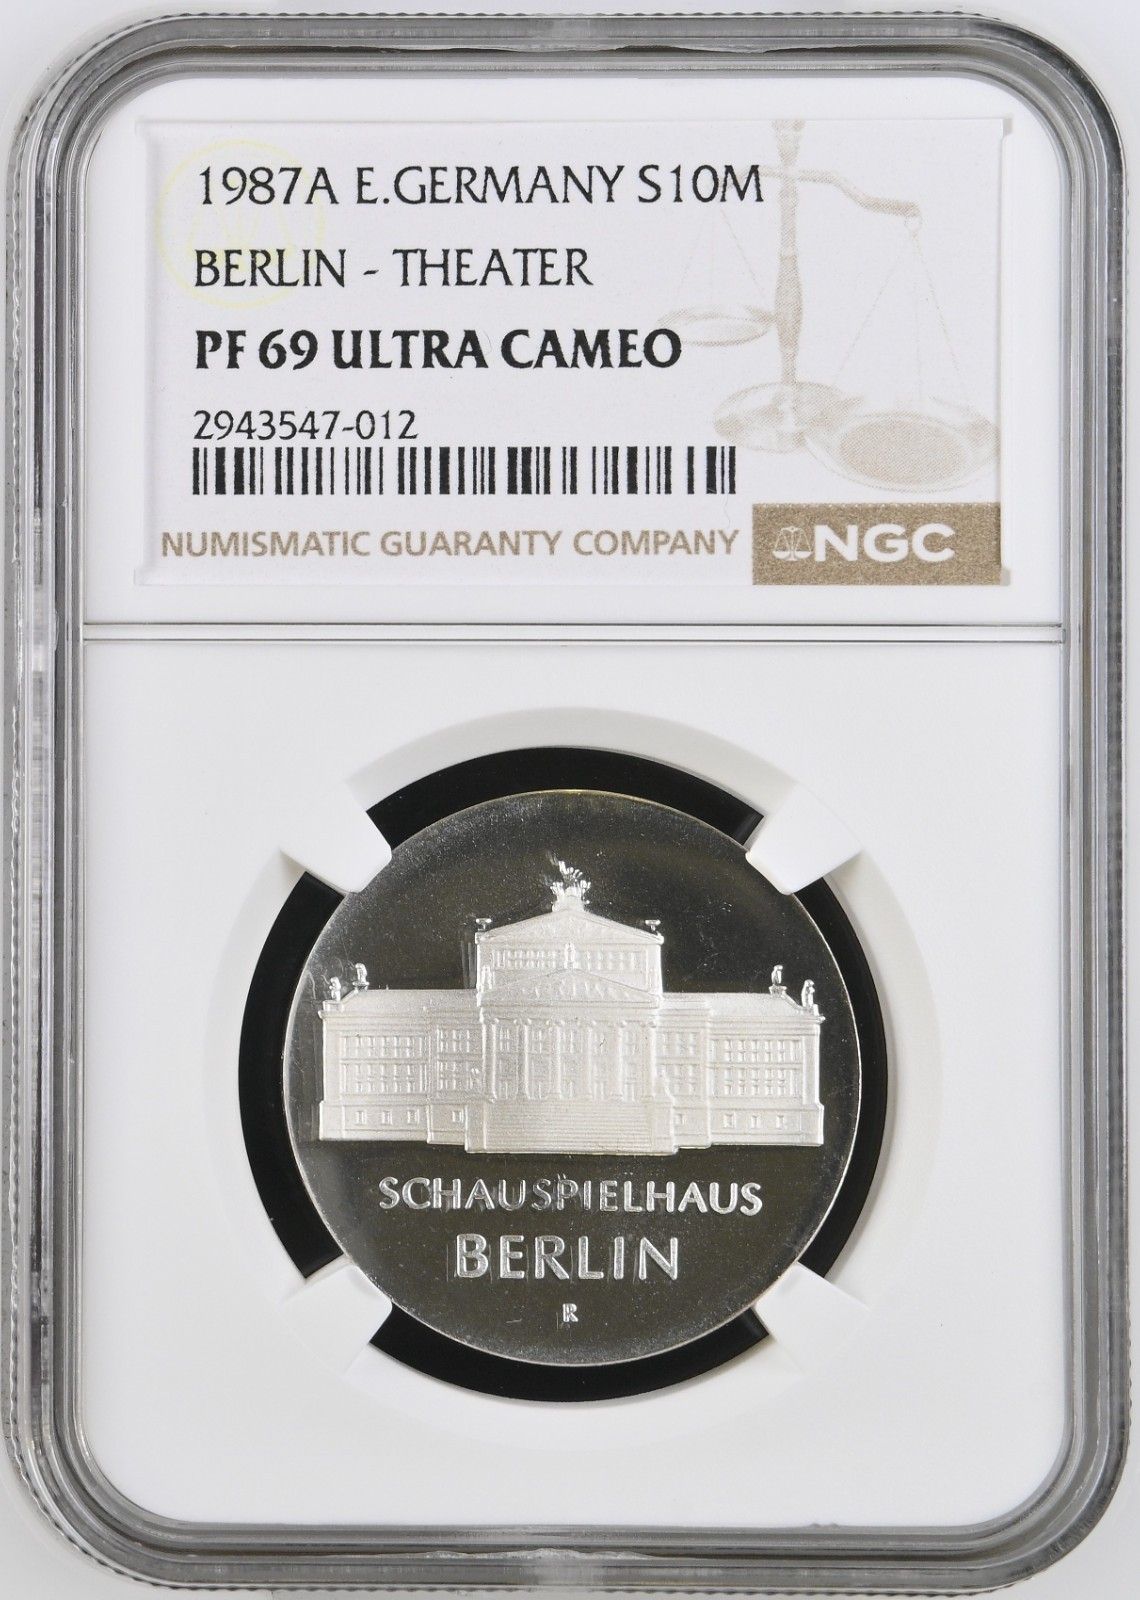 1987A E.GERMANY S10M
BERLIN - THEATER
PF 69 ULTRA CAMEO
2943547-012
NUMISMATIC GUARANTY COMPANY
NGC
SCHAUSPIELHAUS
BERLIN
R